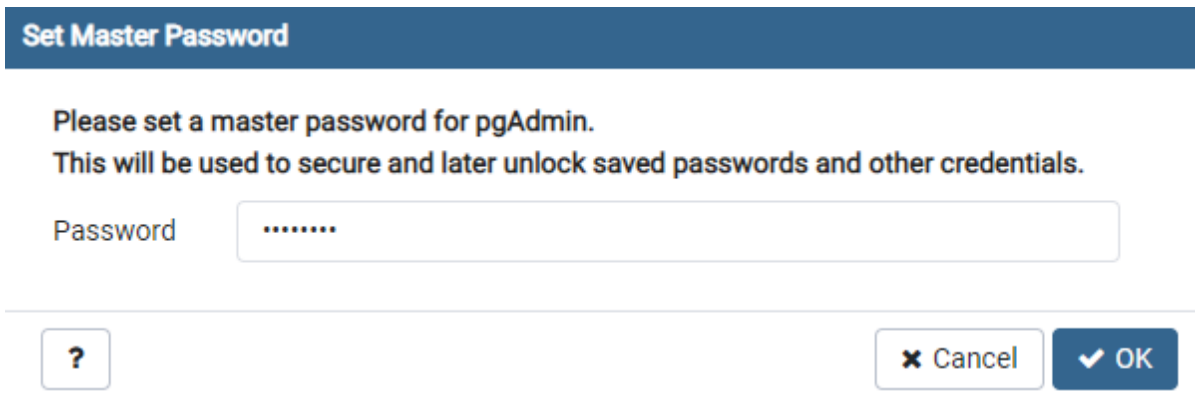 Set Master Password
Please set a master password for pgAdmin.
This will be used to secure and later unlock saved passwords and other credentials.
Password ••••••••
?
✖ Cancel ✔ OK